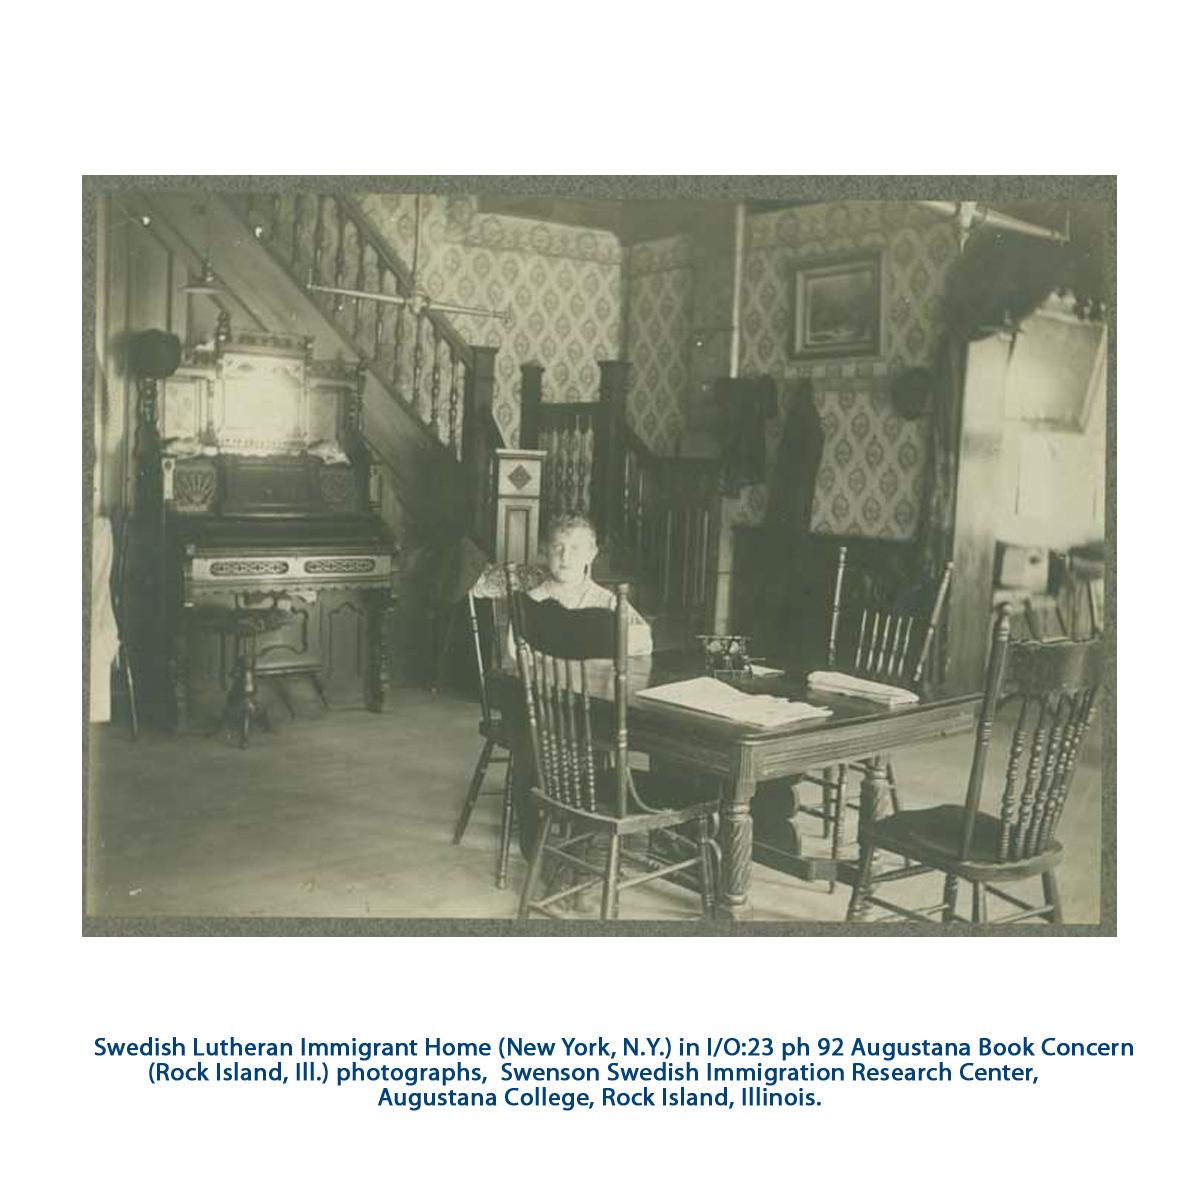 Swedish Lutheran Immigrant Home (New York, N.Y.) in I/O:23 ph 92 Augustana Book Concern
(Rock Island, Ill.) photographs, Swenson Swedish Immigration Research Center,
Augustana College, Rock Island, Illinois.